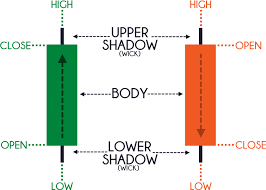 HIGH
HIGH
UPPER
SHADOW
(WICK)
CLOSE
OPEN
BODY
OPEN
CLOSE
LOWER
SHADOW
(WICK)
LOW
LOW